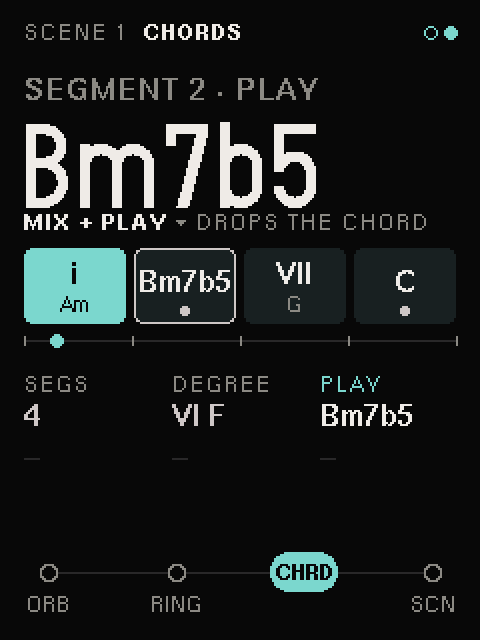 SCENE 1 CHORDS
SEGMENT 2 · PLAY
Bm7b5
MIX + PLAY DROPS THE CHORD
i Bm7b5 VII C
Am G
SEGS DEGREE PLAY
4 VI F Bm7b5
CHRD
ORB RING SCN